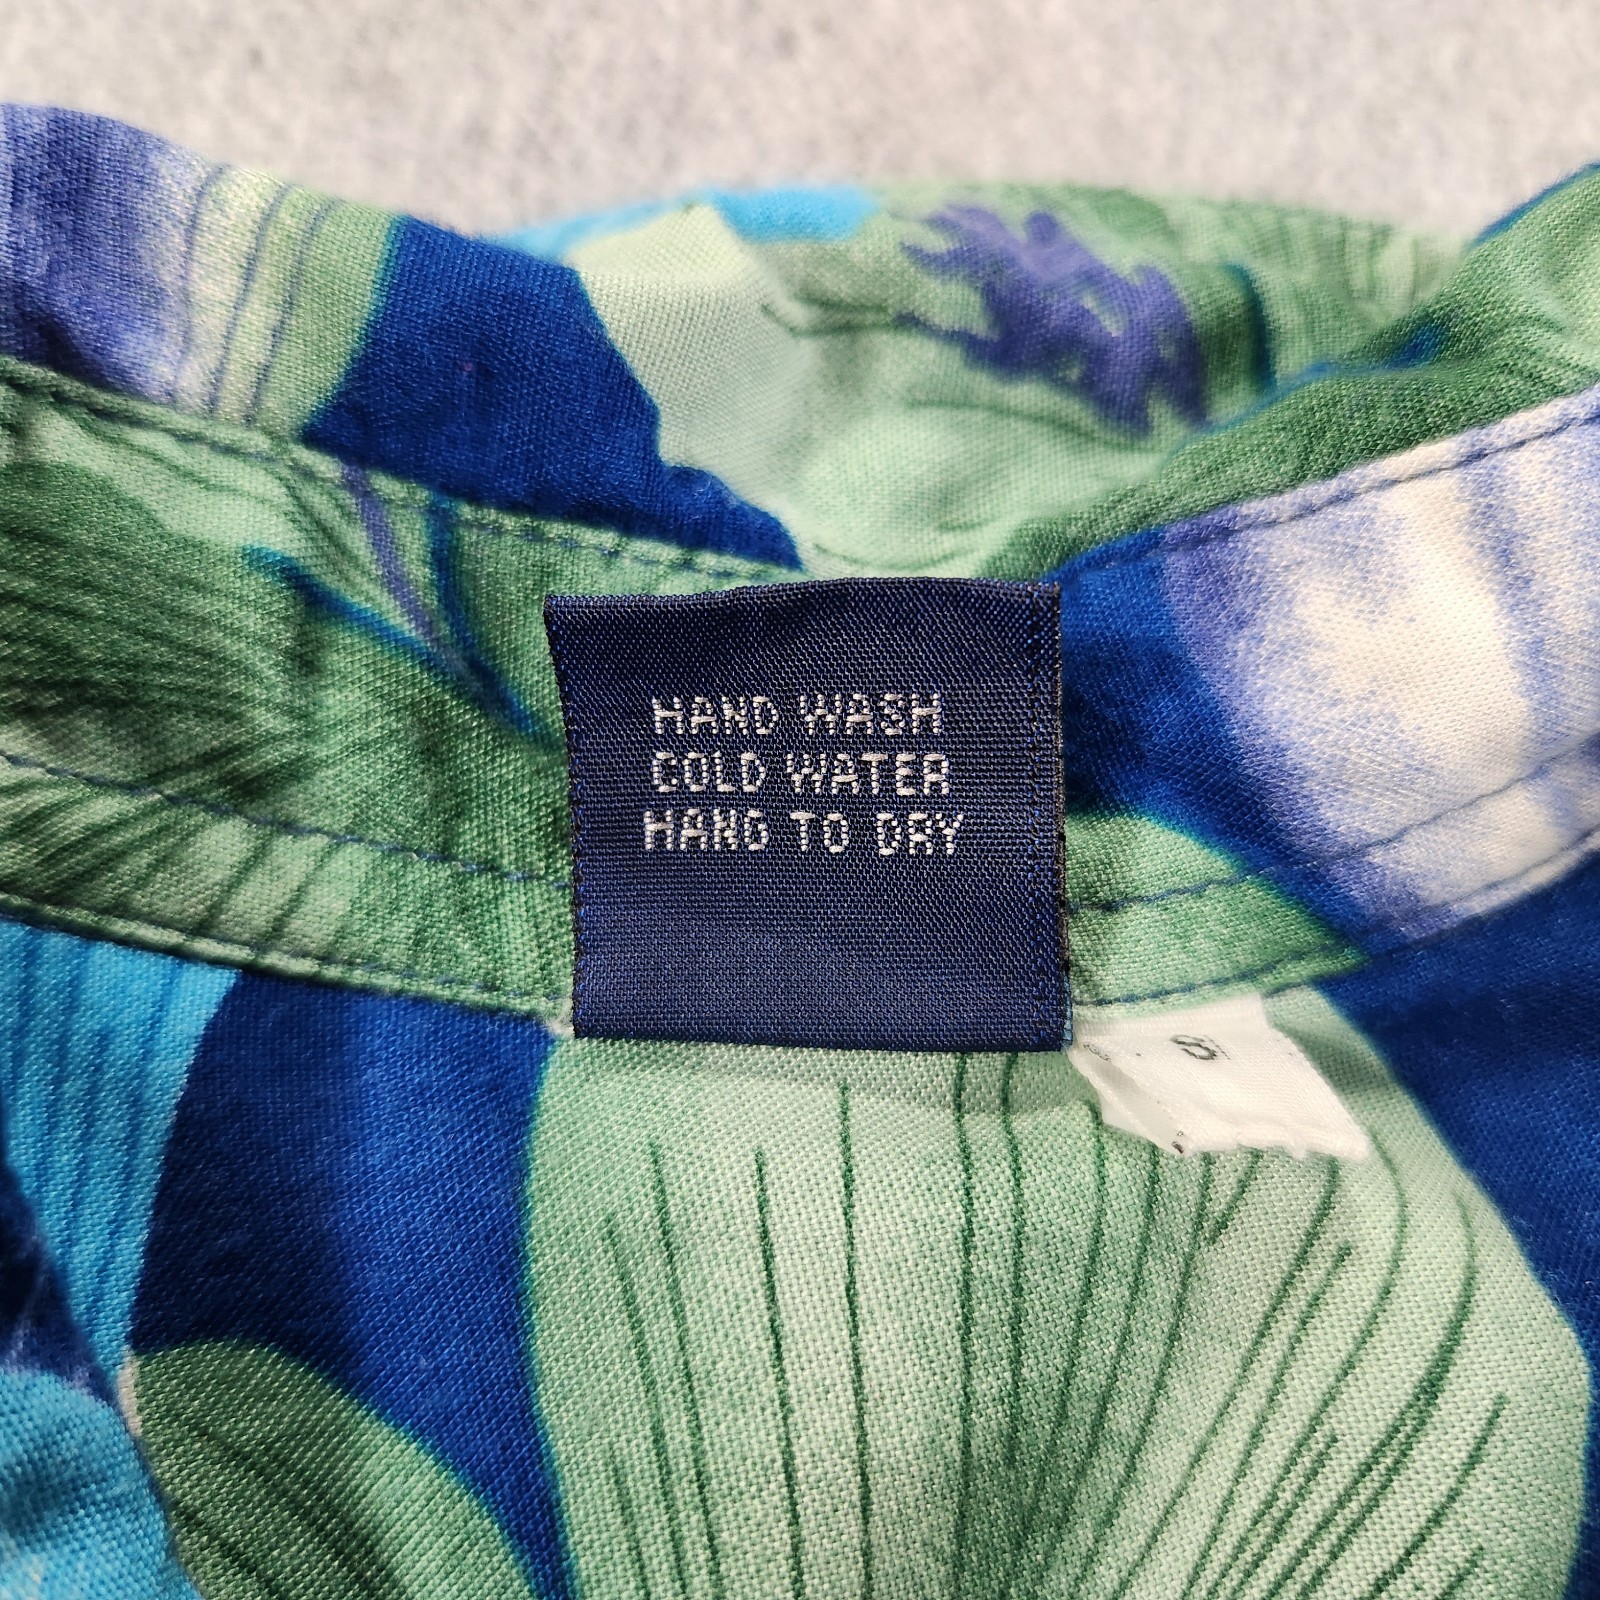 HAND WASH
COLD WATER
HANG TO DRY